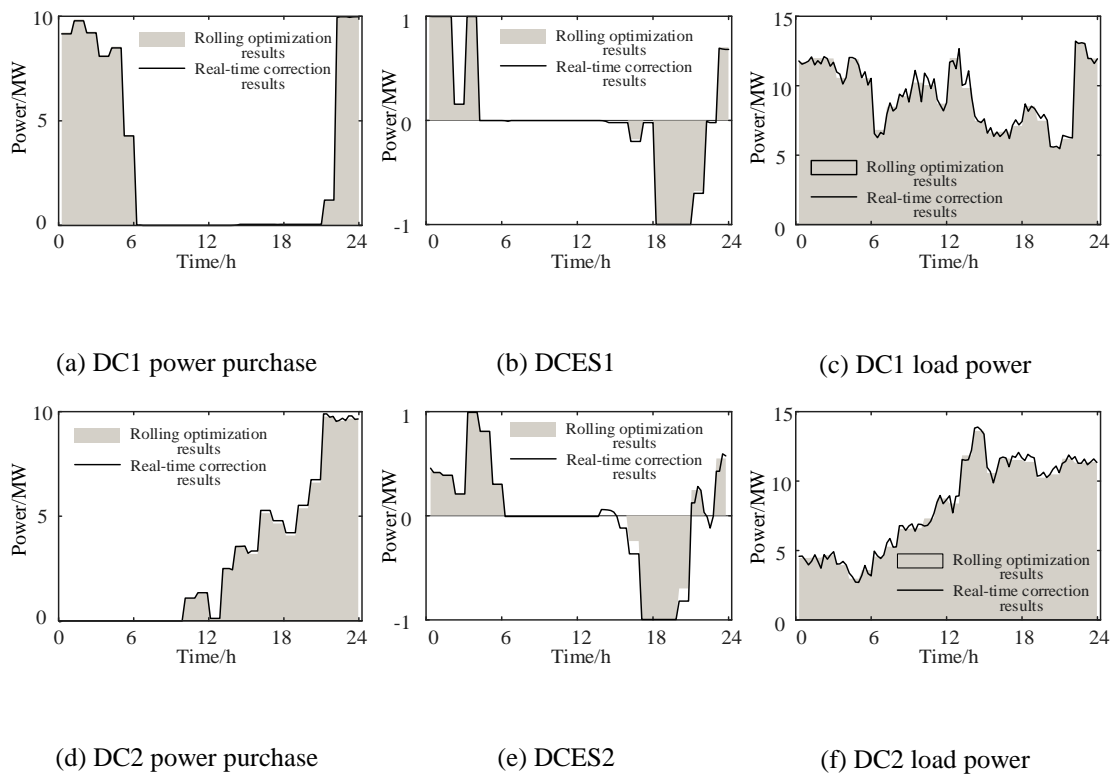 10
5
0
Power/MW
Rolling optimization
results
Real-time correction
results
0 6 12 18 24
Time/h
(a) DC1 power purchase
1
0
-1
Power/MW
Rolling optimization
results
Real-time correction
results
0 6 12 18 24
Time/h
(b) DCES1
15
10
5
0
Power/MW
Rolling optimization
results
Real-time correction
results
0 6 12 18 24
Time/h
(c) DC1 load power
10
5
0
Power/MW
Rolling optimization
results
Real-time correction
results
0 6 12 18 24
Time/h
(d) DC2 power purchase
1
0
-1
Power/MW
Rolling optimization
results
Real-time correction
results
0 6 12 18 24
Time/h
(e) DCES2
15
10
5
0
Power/MW
Rolling optimization
results
Real-time correction
results
0 6 12 18 24
Time/h
(f) DC2 load power